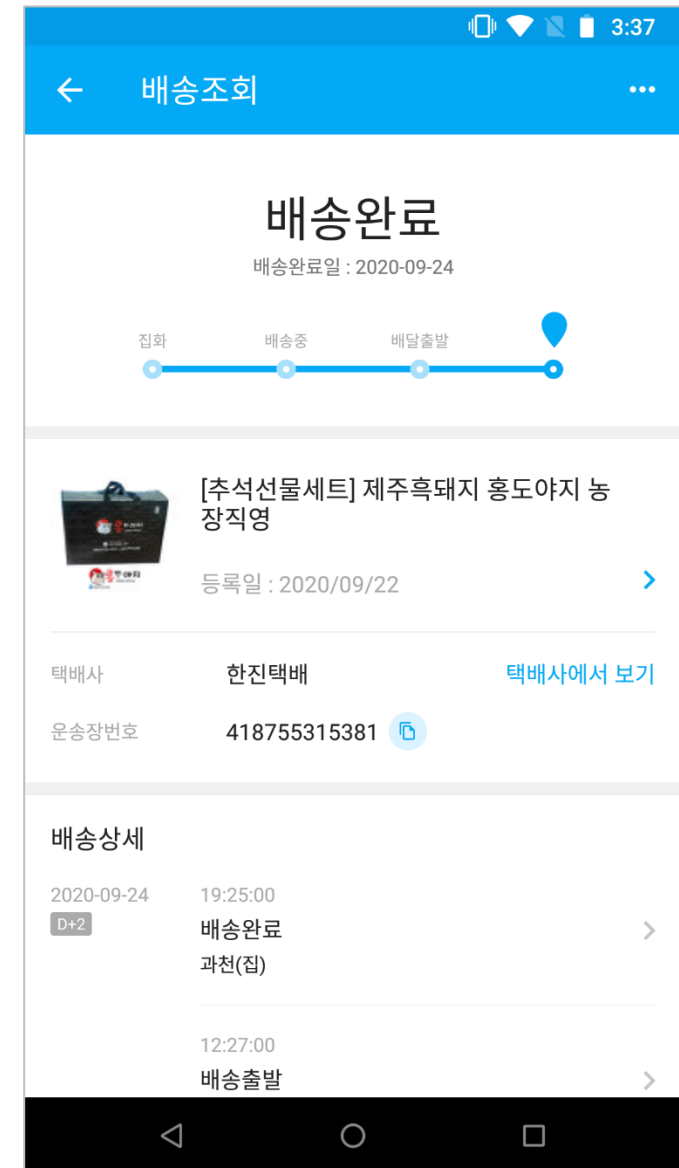 3:37
배송조회
배송완료
배송완료일 : 2020-09-24
집화 배송중 배달출발
[추석선물세트] 제주흑돼지 홍도야지 농
장직영
등록일 : 2020/09/22
택배사 한진택배 택배사에서 보기
운송장번호 418755315381
배송상세
2020-09-24 19:25:00
D+2 배송완료
과천(집)
12:27:00
배송출발